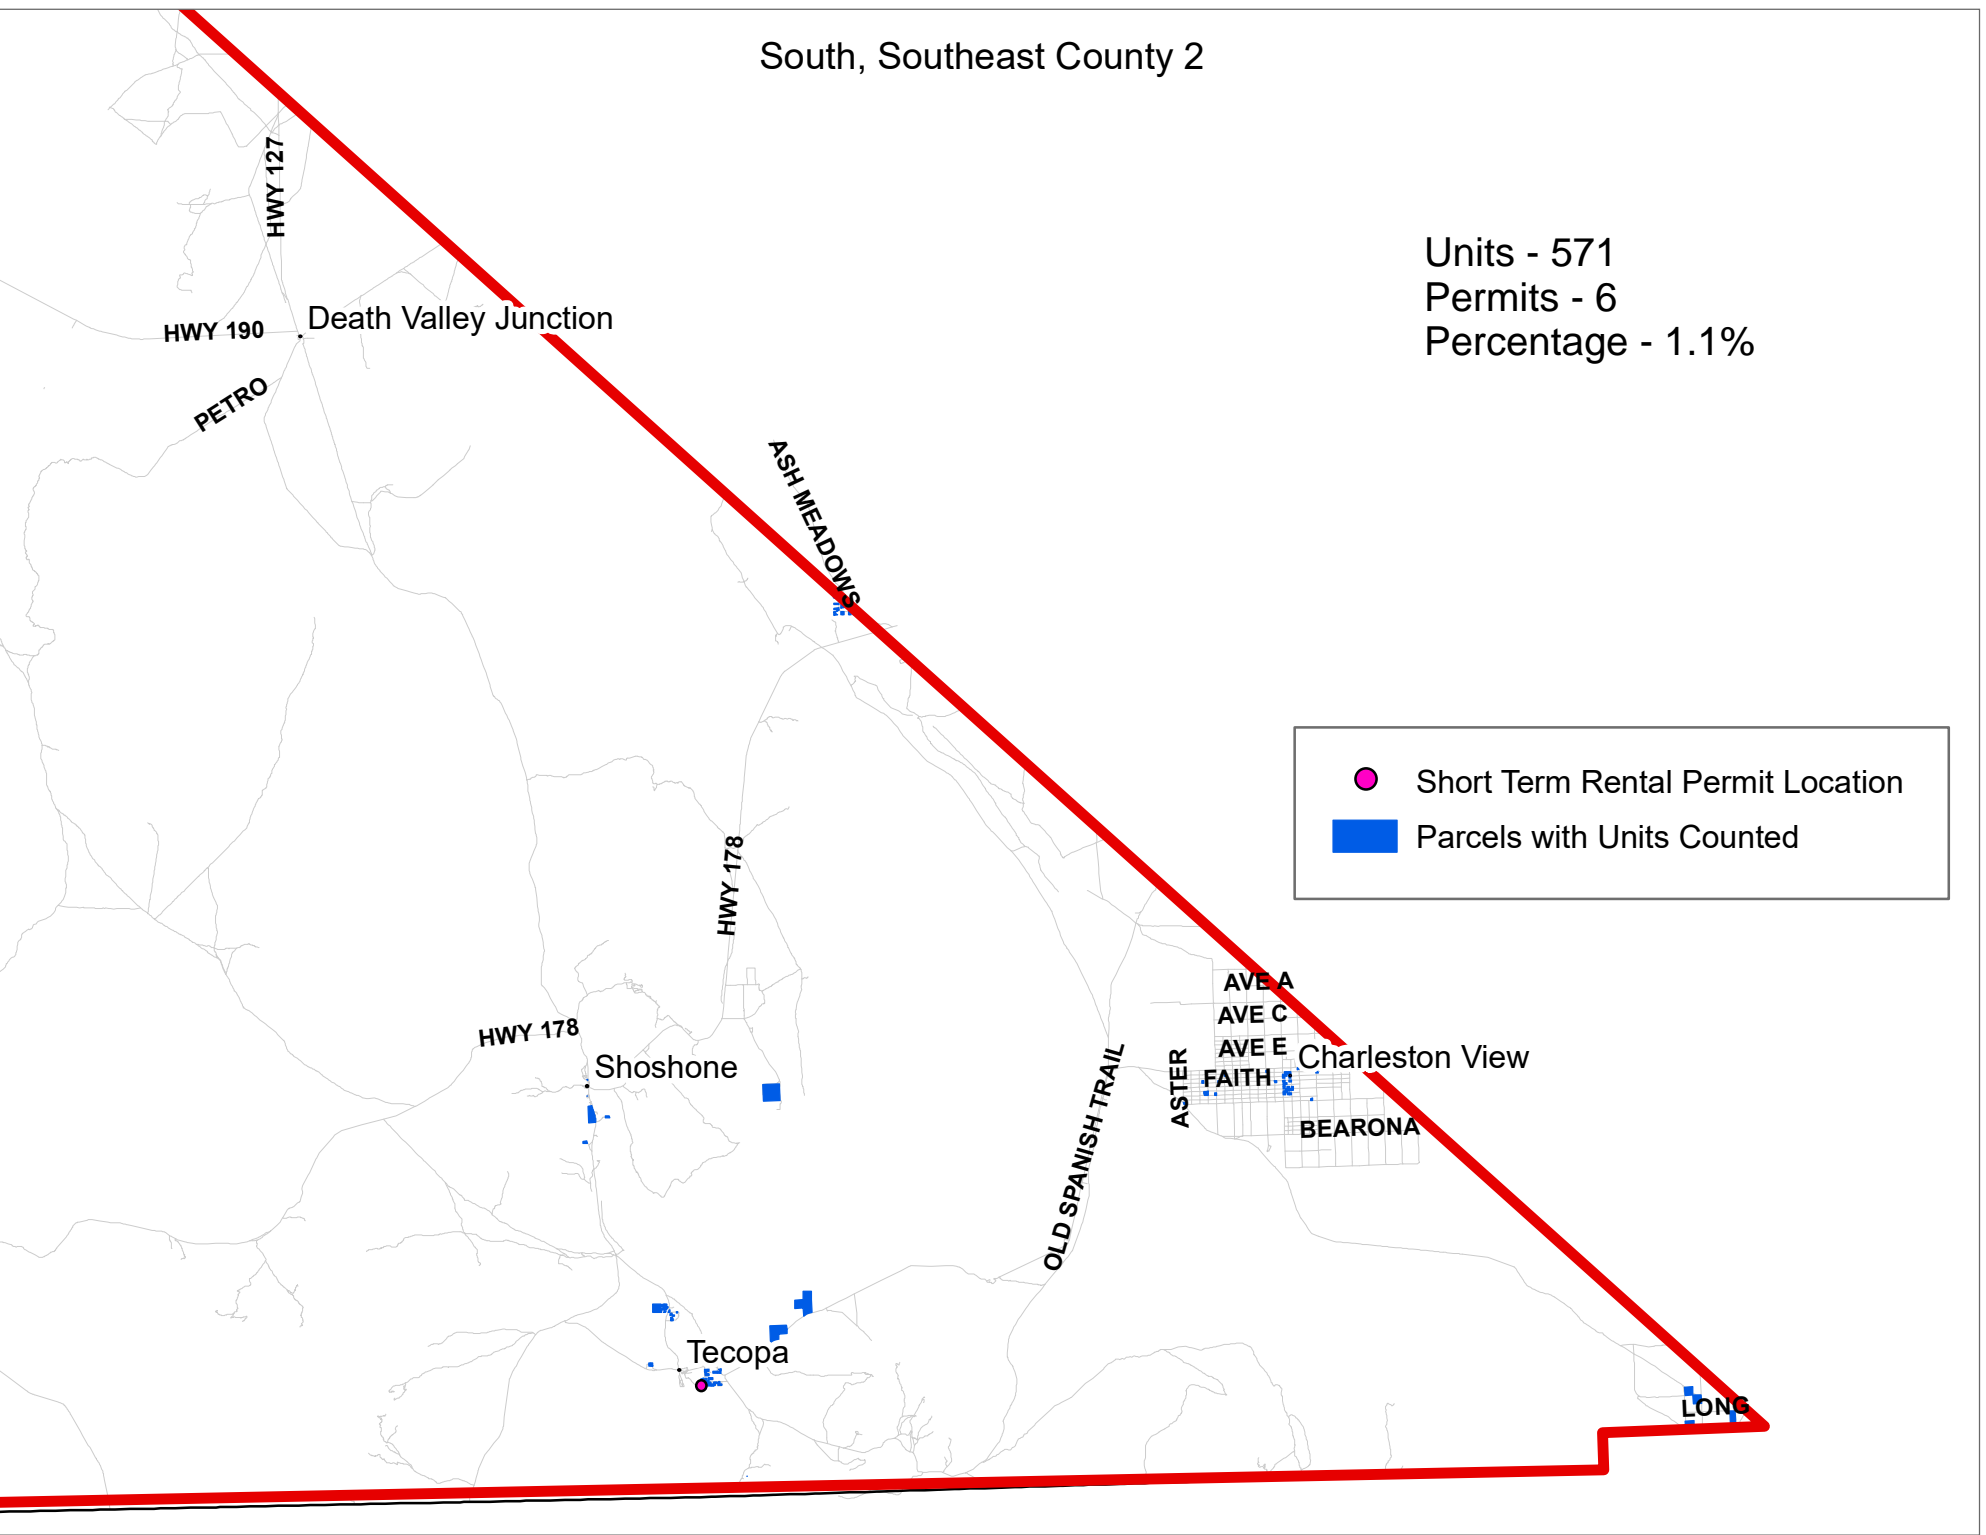 South, Southeast County 2
HWY 127
Units - 571
Permits - 6
Percentage - 1.1%
Death Valley Junction
HWY 190
PETRO
ASH MEADOWS
Short Term Rental Permit Location
Parcels with Units Counted
HWY 178
AVE A
AVE C
HWY 178
AVE E
Charleston View
Shoshone
FAITH
ASTER
BEARONA
OLD SPANISH TRAIL
Tecopa
LONG